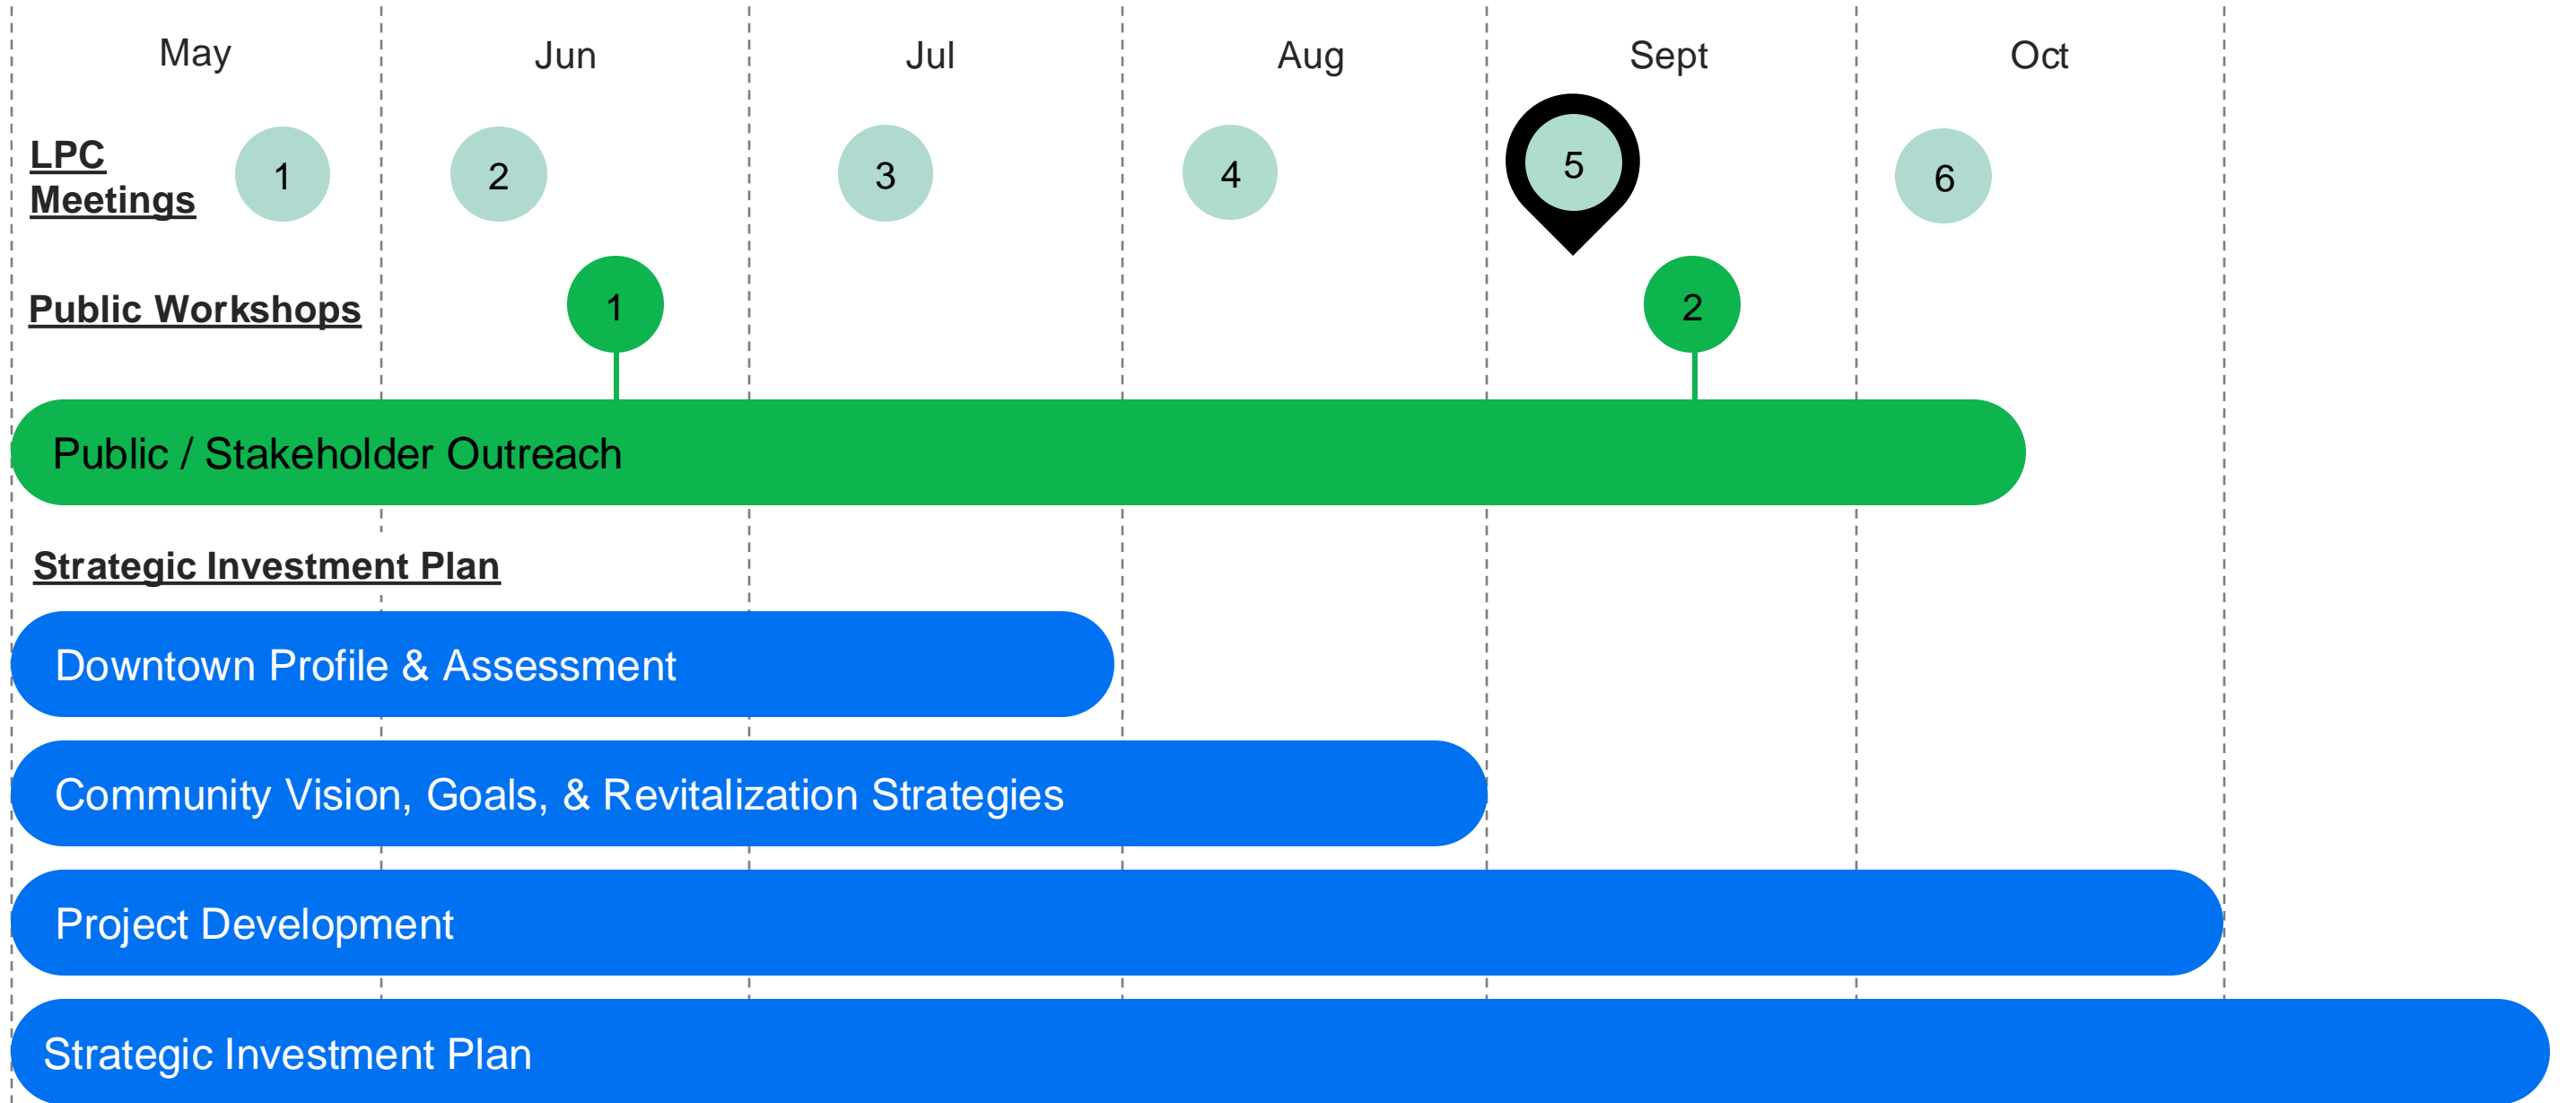 May
Jun
Jul
Aug
Sept
Oct
LPC
Meetings
1
2
3
4
5
6
Public Workshops
1
2
Public / Stakeholder Outreach
Strategic Investment Plan
Downtown Profile & Assessment
Community Vision, Goals, & Revitalization Strategies
Project Development
Strategic Investment Plan